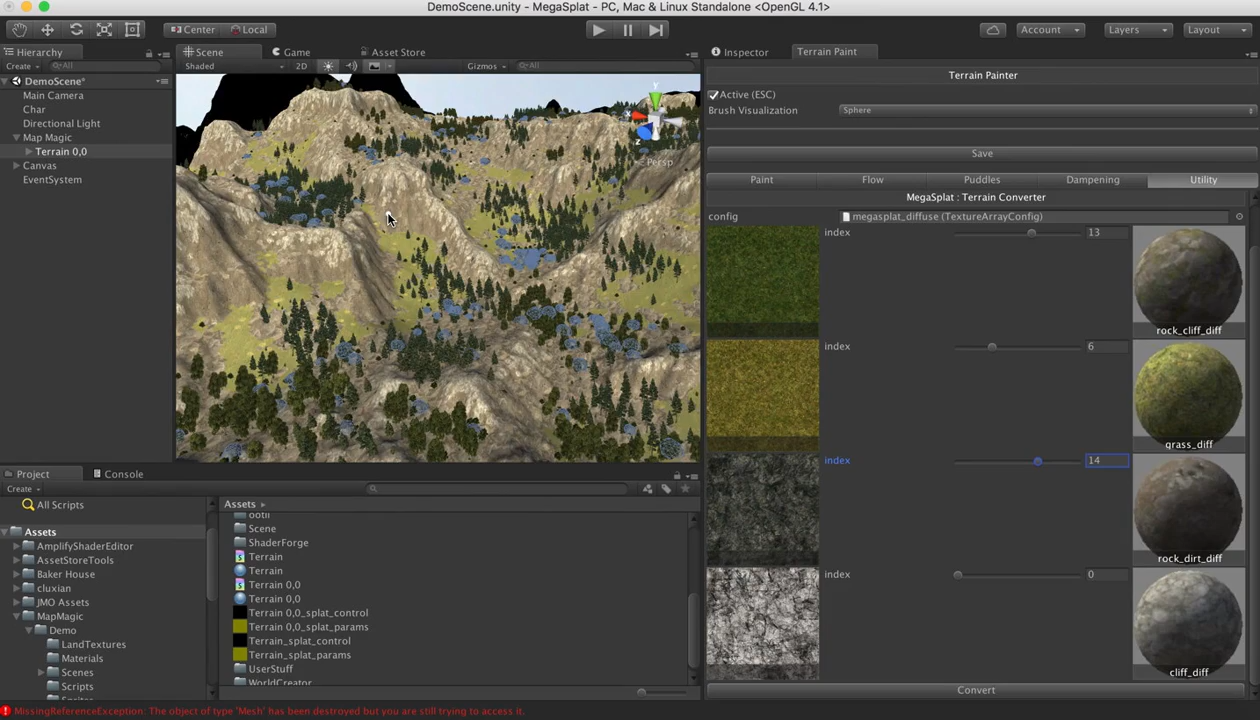 DemoScene.unity - MegaSplat - PC, Mac & Linux Standalone <OpenGL 4.1>
Center Local
Account Layers Layout
Hierarchy
Create All
DemoScene*
Main Camera
Char
Directional Light
Map Magic
Terrain 0,0
Canvas
EventSystem
Scene Game Asset Store
Shaded 2D Gizmos All
y
x
z
Persp
Inspector Terrain Paint
Terrain Painter
Active (ESC)
Brush Visualization Sphere
Save
Paint Flow Puddles Dampening Utility
MegaSplat : Terrain Converter
config megasplat_diffuse (TextureArrayConfig)
index 13
rock_cliff_diff
index 6
grass_diff
index 14
rock_dirt_diff
index 0
cliff_diff
Convert
Project Console
Create
All Scripts
Assets
AmplifyShaderEditor
AssetStoreTools
Baker House
cluxian
JMO Assets
MapMagic
Demo
LandTextures
Materials
Scenes
Scripts
Assets
ootii
Scene
ShaderForge
Terrain
Terrain
Terrain 0,0
Terrain 0,0
Terrain 0,0_splat_control
Terrain 0,0_splat_params
Terrain_splat_control
Terrain_splat_params
UserStuff
WorldCreator
MissingReferenceException: The object of type 'Mesh' has been destroyed but you are still trying to access it.